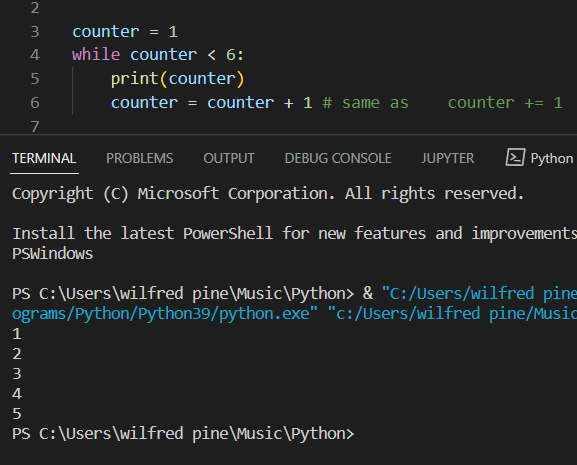 2
3 counter = 1
4 while counter < 6:
5 print(counter)
6 counter = counter + 1 # same as    counter += 1
7
TERMINAL PROBLEMS OUTPUT DEBUG CONSOLE JUPYTER Python
Copyright (C) Microsoft Corporation. All rights reserved.
Install the latest PowerShell for new features and improvements
PSWindows
PS C:\Users\wilfred pine\Music\Python> & "C:/Users/wilfred pine
ograms/Python/Python39/python.exe" "c:/Users/wilfred pine/Music
1
2
3
4
5
PS C:\Users\wilfred pine\Music\Python>